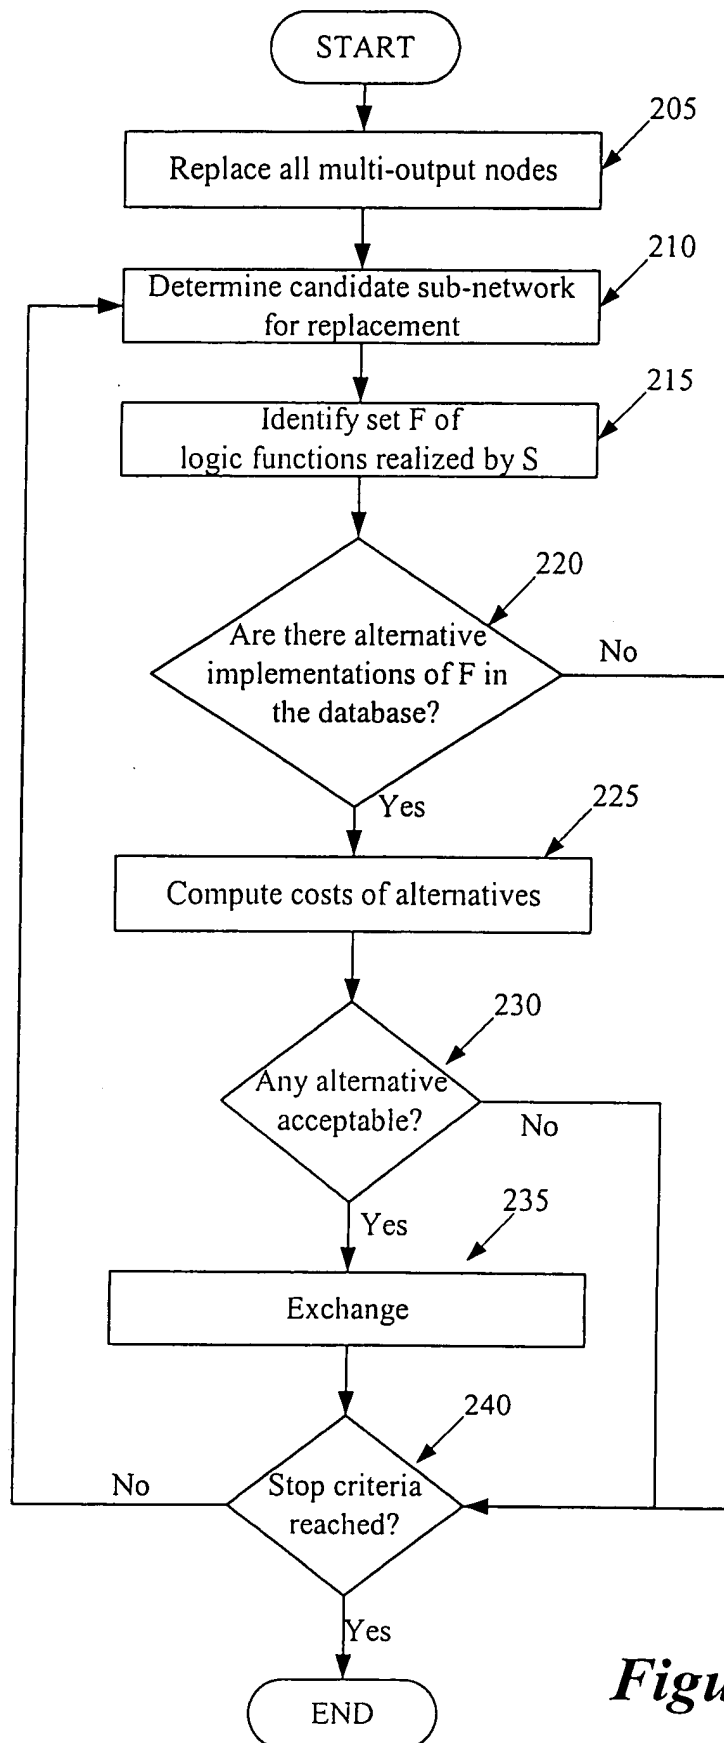 START
205
Replace all multi-output nodes
210
Determine candidate sub-network
for replacement
215
Identify set F of
logic functions realized by S
220
Are there alternative
implementations of F in
the database?
No
Yes
225
Compute costs of alternatives
230
Any alternative
acceptable?
No
Yes
235
Exchange
240
Stop criteria
reached?
No
Yes
END
Figu